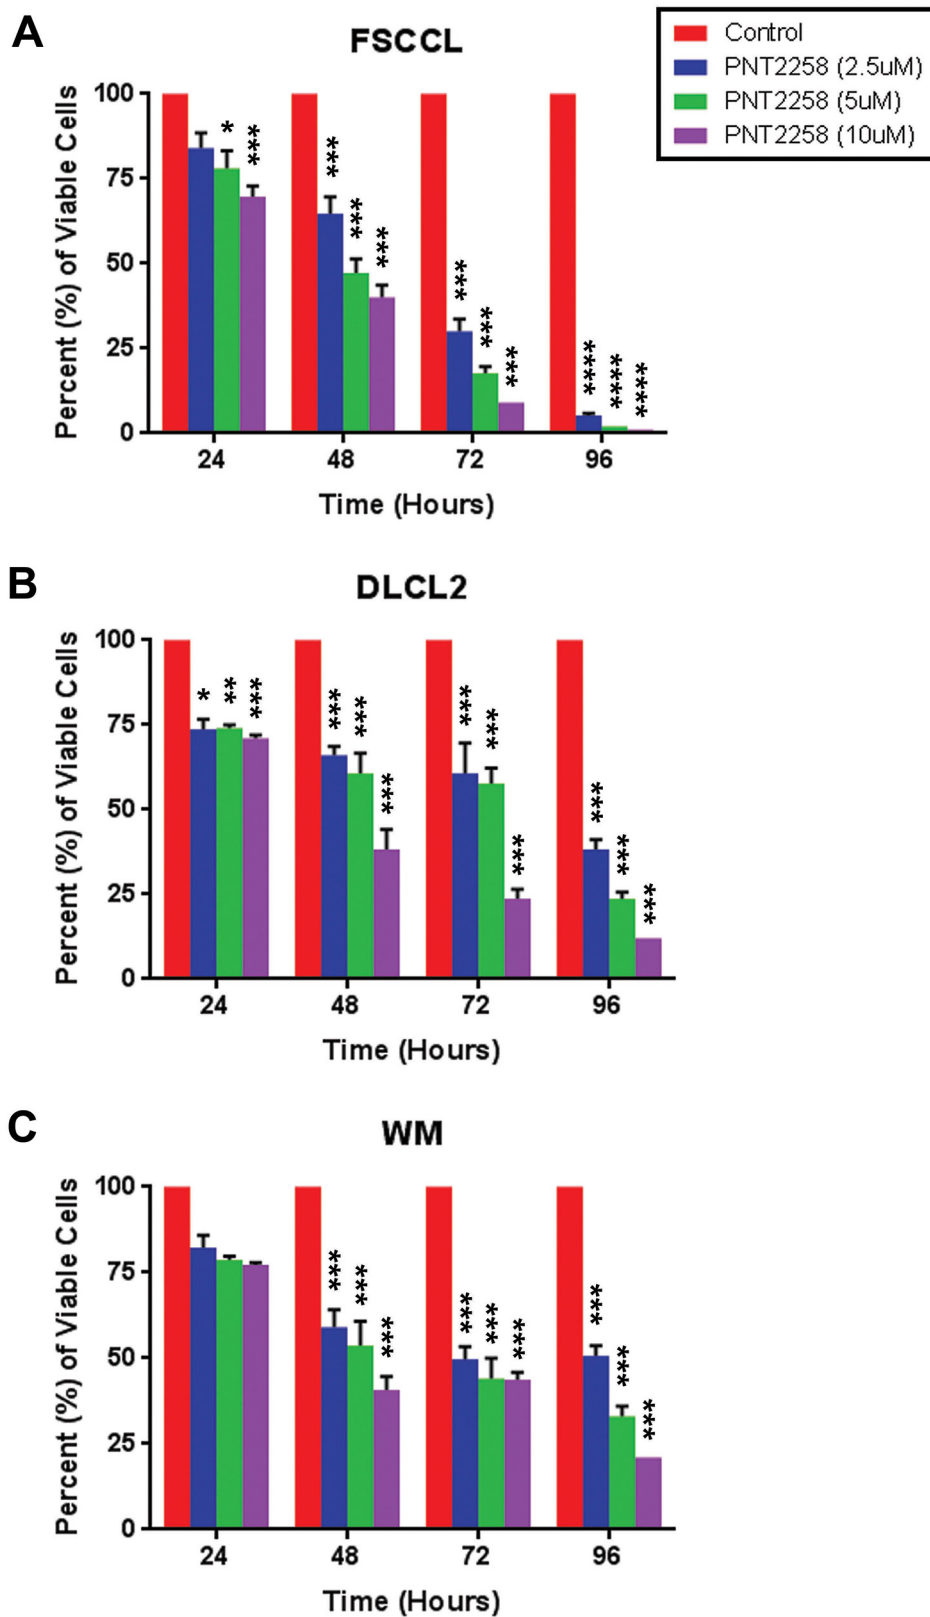 A
FSCCL
Control
PNT2258 (2.5uM)
PNT2258 (5uM)
PNT2258 (10uM)
Percent (%) of Viable Cells
100
75
50
25
0
* ***
*** *** ***
*** *** ***
**** **** ****
24 48 72 96
Time (Hours)
B
DLCL2
Percent (%) of Viable Cells
100
75
50
25
0
* ** ***
*** *** ***
*** *** ***
*** *** ***
24 48 72 96
Time (Hours)
C
WM
Percent (%) of Viable Cells
100
75
50
25
0
*** *** ***
*** *** ***
*** *** ***
24 48 72 96
Time (Hours)